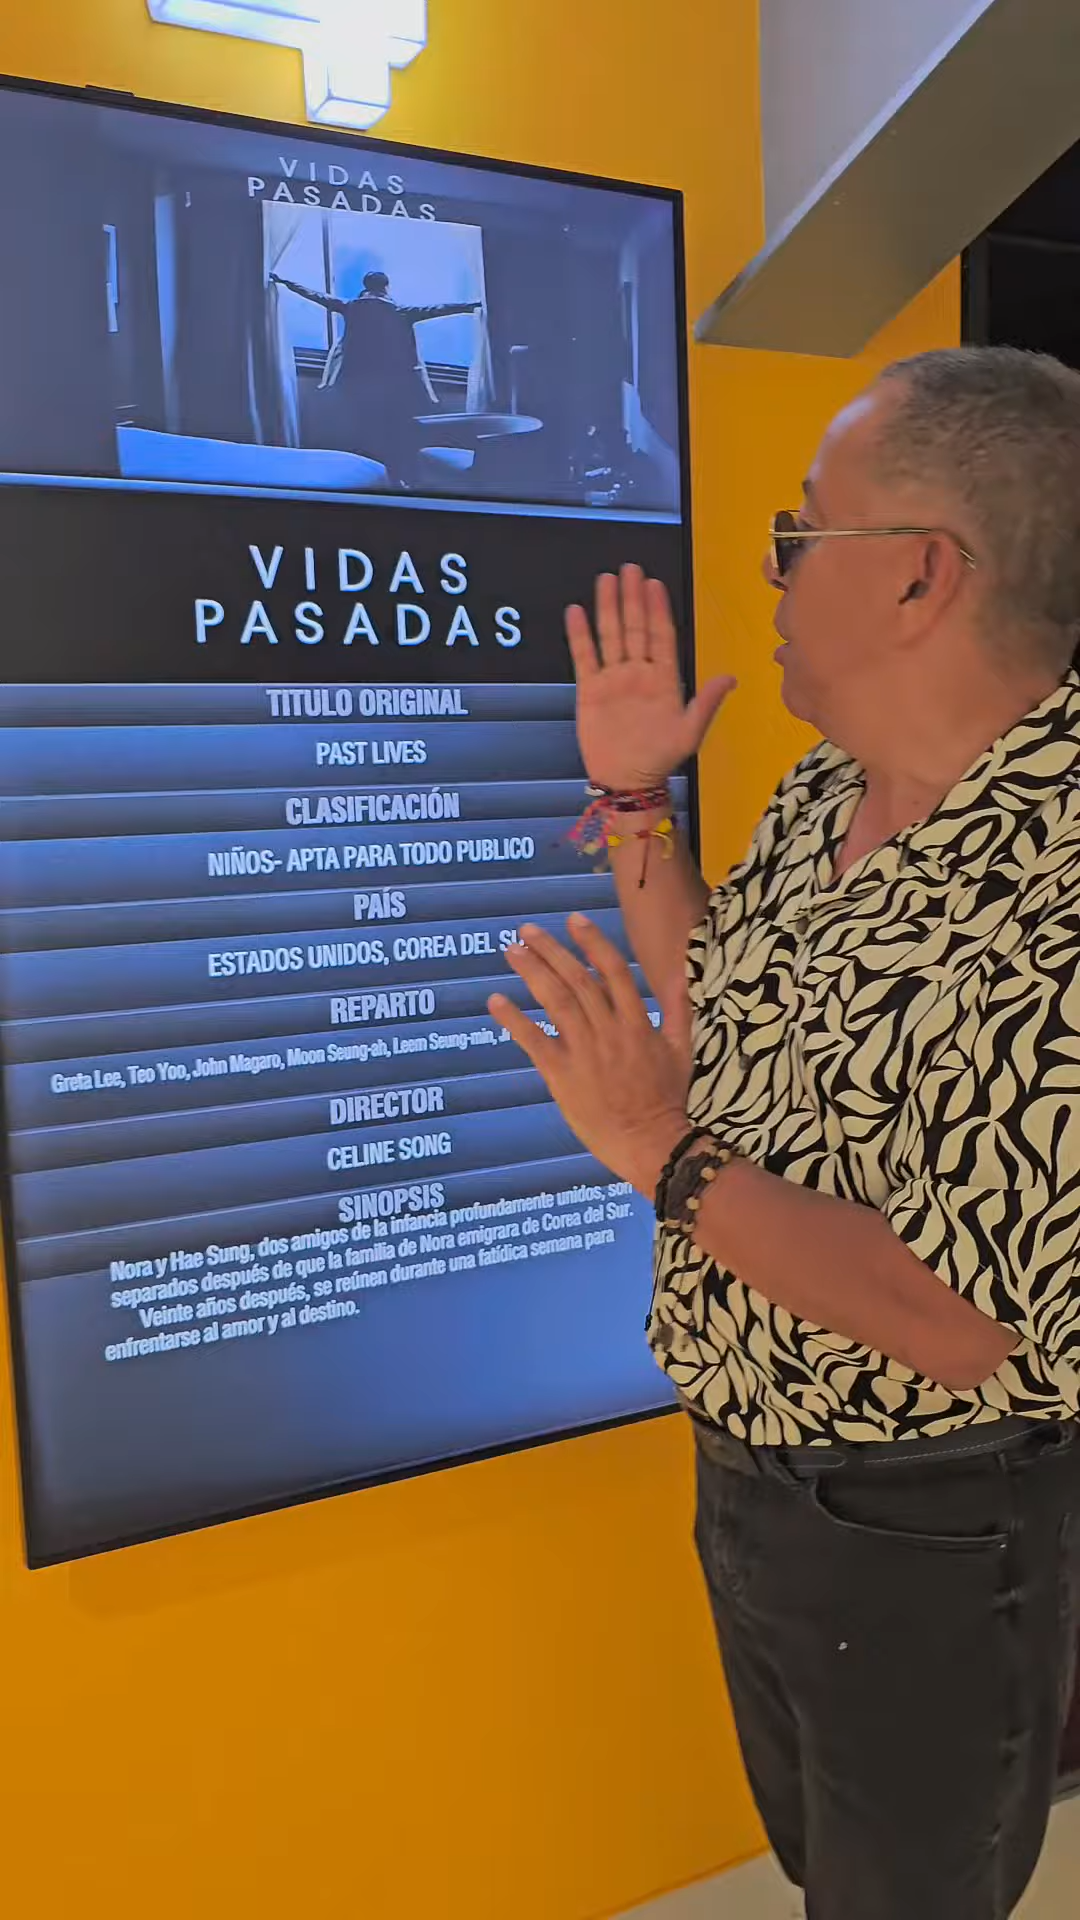 VIDAS
PASADAS
VIDAS
PASADAS
TITULO ORIGINAL
PAST LIVES
CLASIFICACIÓN
NIÑOS- APTA PARA TODO PUBLICO
PAÍS
ESTADOS UNIDOS, COREA DEL
REPARTO
Greta Lee, Teo Yoo, John Magaro, Moon Seung-ah, Leem Seung-min,
DIRECTOR
CELINE SONG
SINOPSIS
Nora y Hae Sung, dos amigos de la infancia profundamente unidos, son
separados después de que la familia de Nora emigrara de Corea del Sur.
Veinte años después, se reúnen durante una fatídica semana para
enfrentarse al amor y al destino.